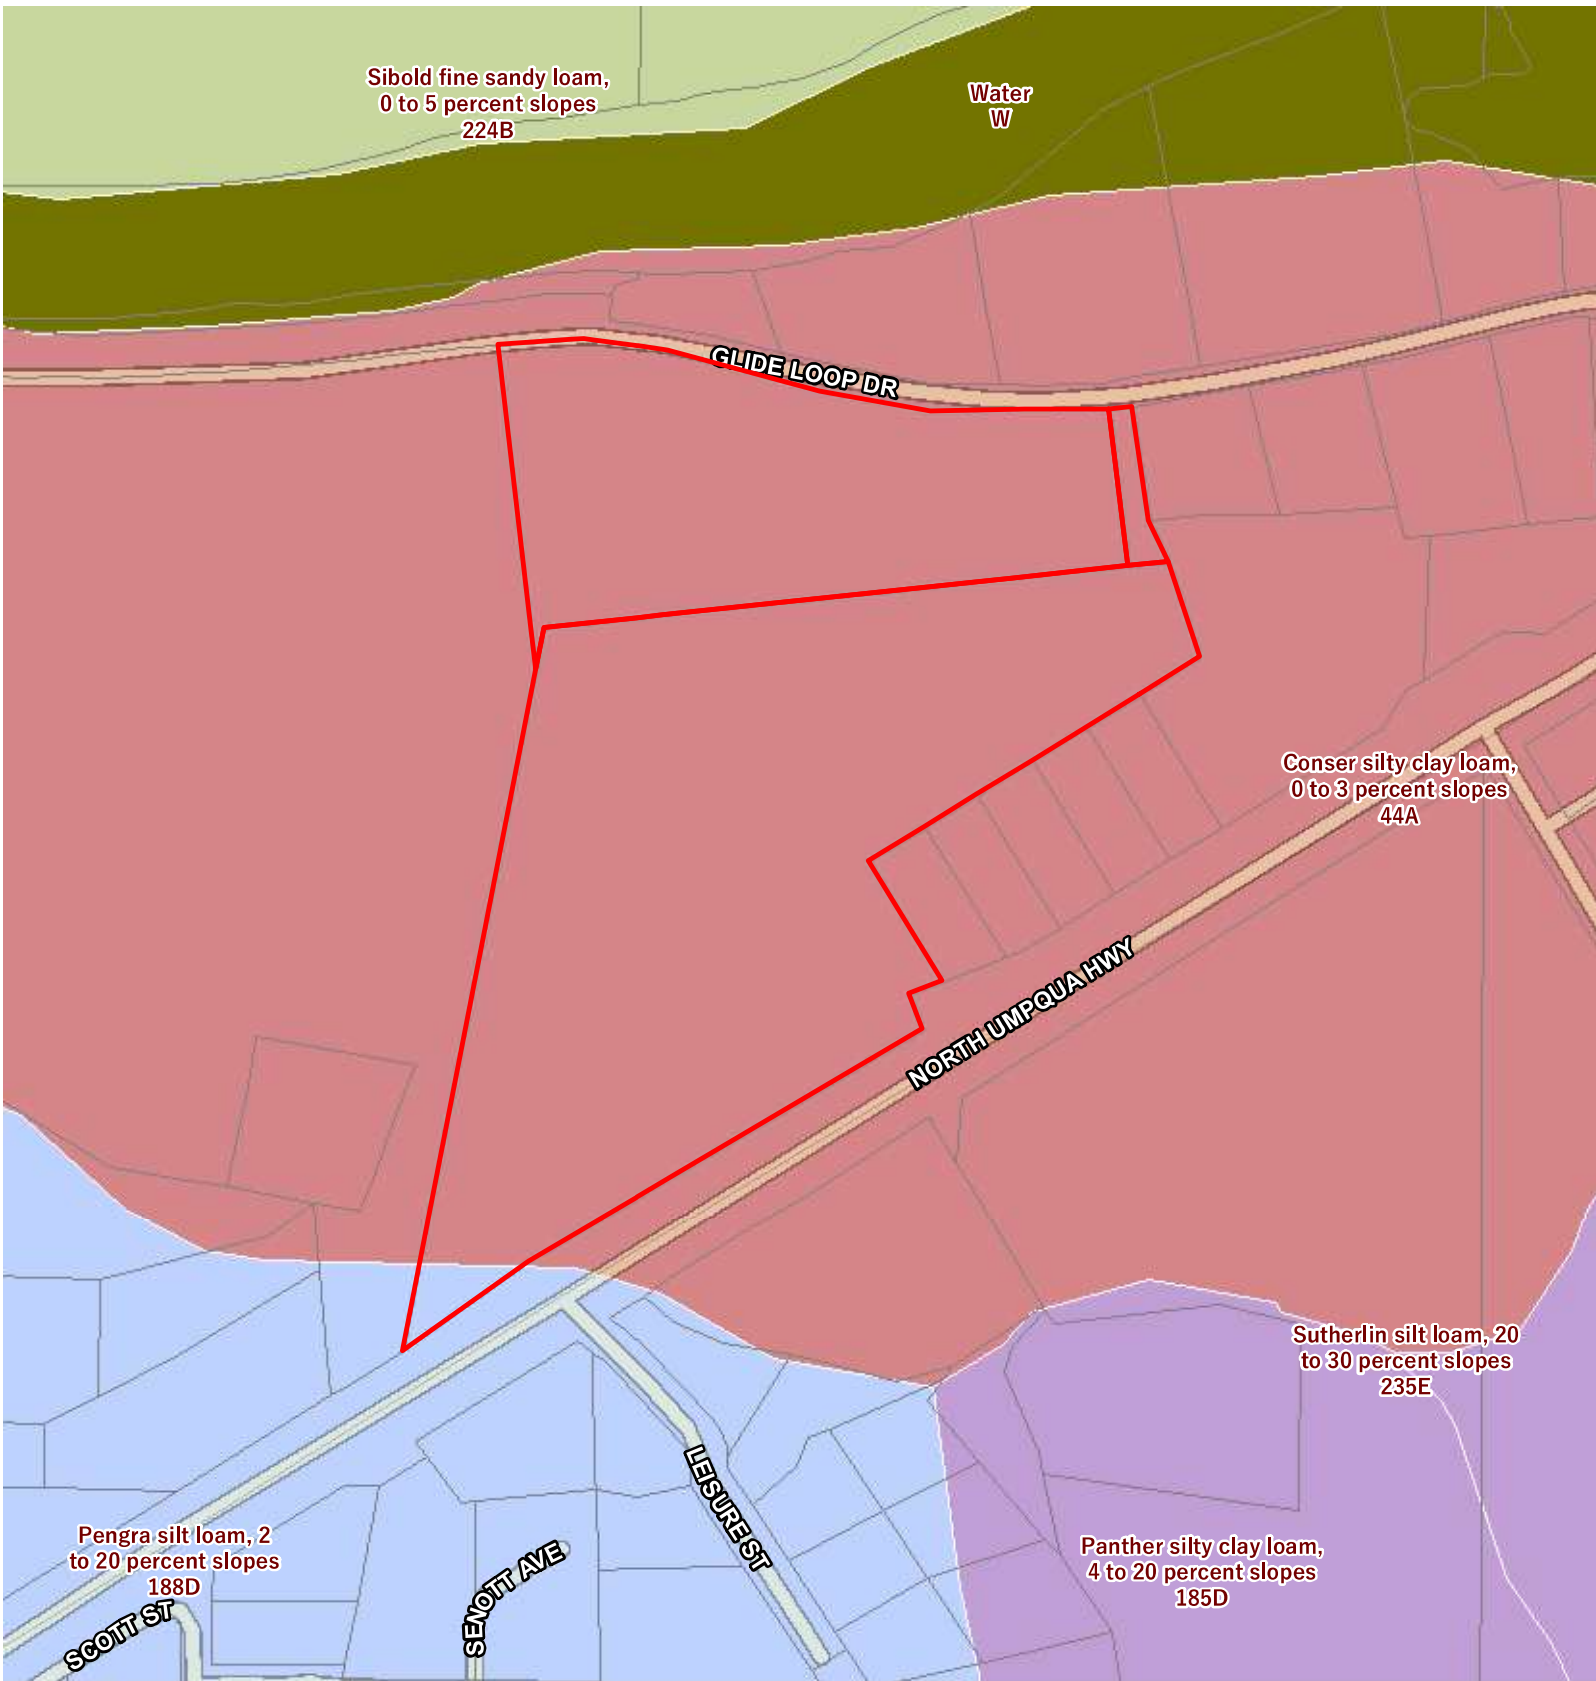 Sibold fine sandy loam,
0 to 5 percent slopes
224B
Water
W
GLIDE LOOP DR
Conser silty clay loam,
0 to 3 percent slopes
44A
NORTH UMPQUA HWY
Sutherlin silt loam, 20
to 30 percent slopes
235E
LEISURE ST
Pengra silt loam, 2
to 20 percent slopes
188D
SENOTT AVE
Panther silty clay loam,
4 to 20 percent slopes
185D
SCOTT ST